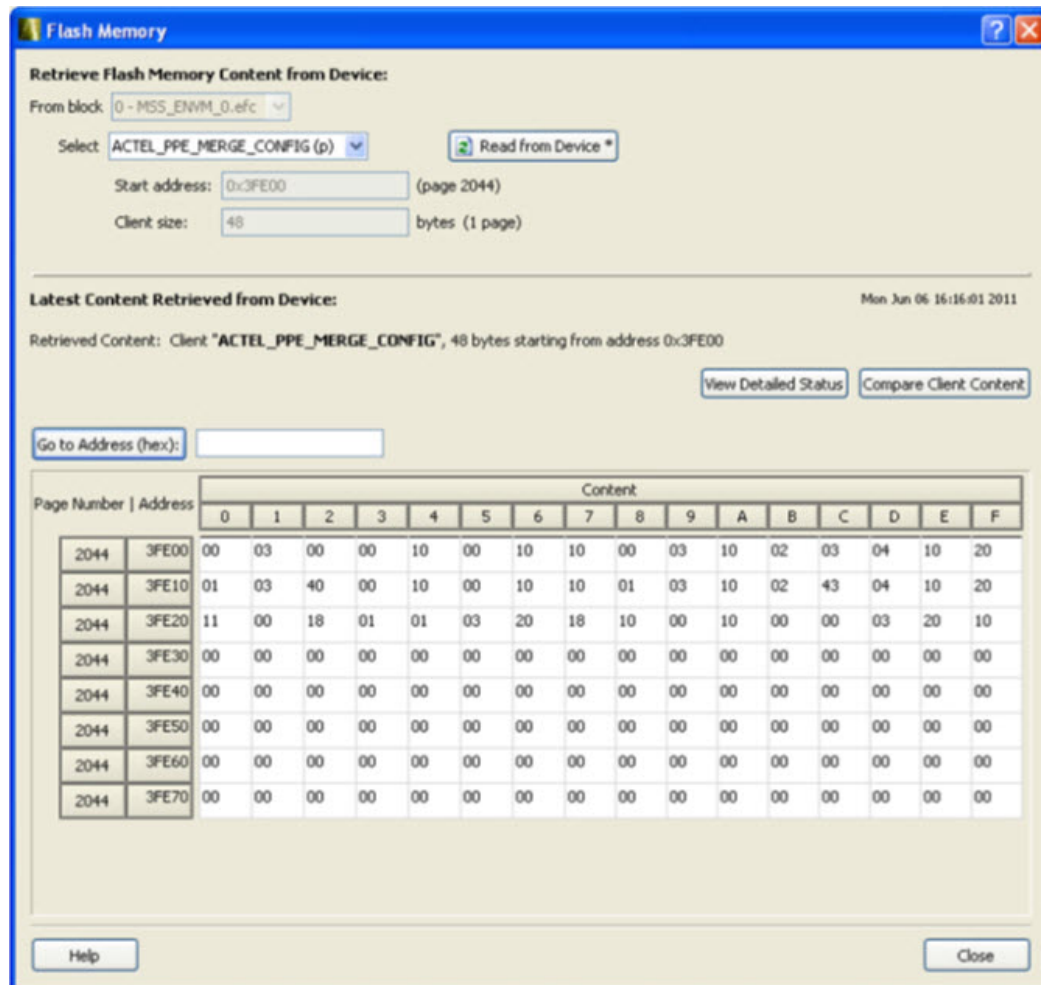 Flash Memory
Retrieve Flash Memory Content from Device:
From block 0 - MSS_ENVM_0.efc
Select ACTEL_PPE_MERGE_CONFIG (p) Read from Device *
Start address: 0x3FE00 (page 2044)
Client size: 48 bytes (1 page)
Latest Content Retrieved from Device: Mon Jun 06 16:16:01 2011
Retrieved Content: Client "ACTEL_PPE_MERGE_CONFIG", 48 bytes starting from address 0x3FE00
View Detailed Status Compare Client Content
Go to Address (hex):
Content
Page Number | Address
0 1 2 3 4 5 6 7 8 9 A B C D E F
2044 3FE00 00 03 00 00 10 00 10 10 00 03 10 02 03 04 10 20
2044 3FE10 01 03 40 00 10 00 10 10 01 03 10 02 43 04 10 20
2044 3FE20 11 00 18 01 01 03 20 18 10 00 10 00 00 03 20 10
2044 3FE30 00 00 00 00 00 00 00 00 00 00 00 00 00 00 00 00
2044 3FE40 00 00 00 00 00 00 00 00 00 00 00 00 00 00 00 00
2044 3FE50 00 00 00 00 00 00 00 00 00 00 00 00 00 00 00 00
2044 3FE60 00 00 00 00 00 00 00 00 00 00 00 00 00 00 00 00
2044 3FE70 00 00 00 00 00 00 00 00 00 00 00 00 00 00 00 00
Help Close